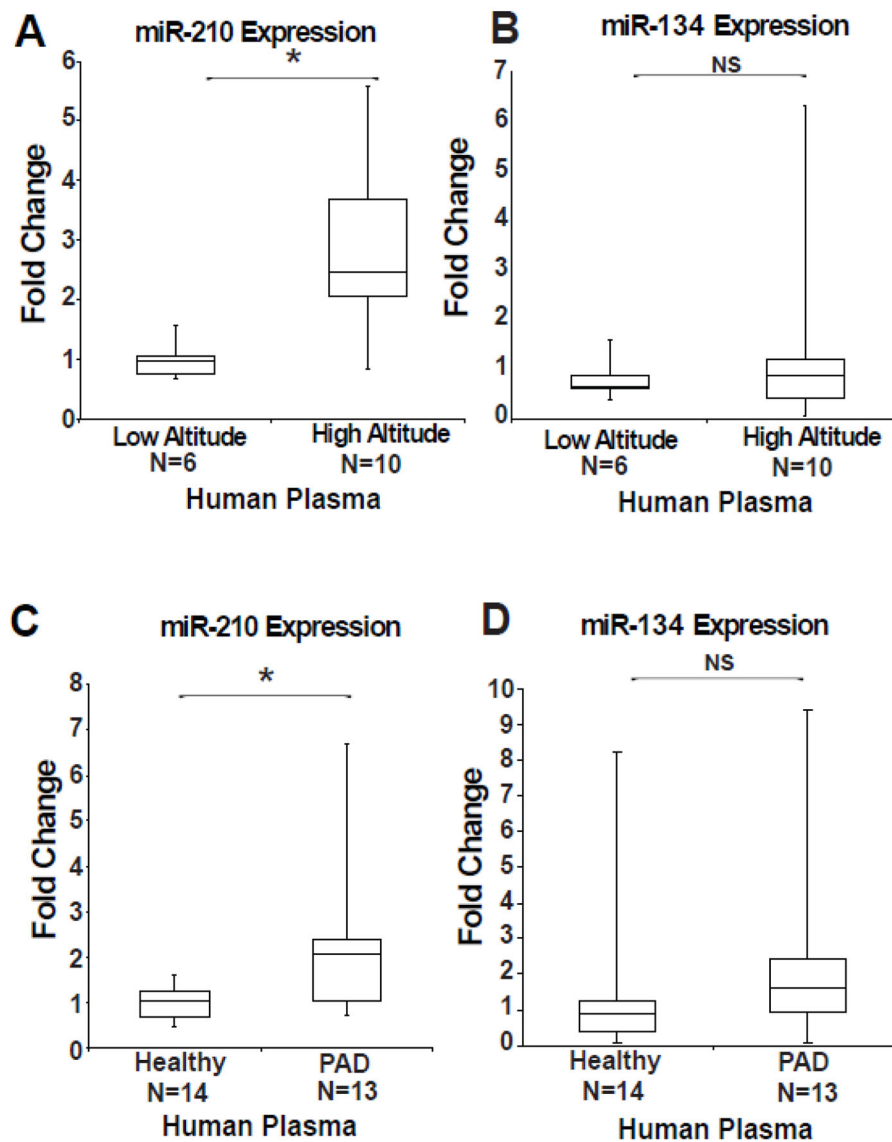 A
miR-210 Expression
*
6
5
4
3
2
1
0
Fold Change
Low Altitude
N=6
High Altitude
N=10
Human Plasma
B
miR-134 Expression
NS
7
6
5
4
3
2
1
0
Fold Change
Low Altitude
N=6
High Altitude
N=10
Human Plasma
C
miR-210 Expression
*
8
7
6
5
4
3
2
1
0
Fold Change
Healthy
N=14
PAD
N=13
Human Plasma
D
miR-134 Expression
NS
10
9
8
7
6
5
4
3
2
1
0
Fold Change
Healthy
N=14
PAD
N=13
Human Plasma